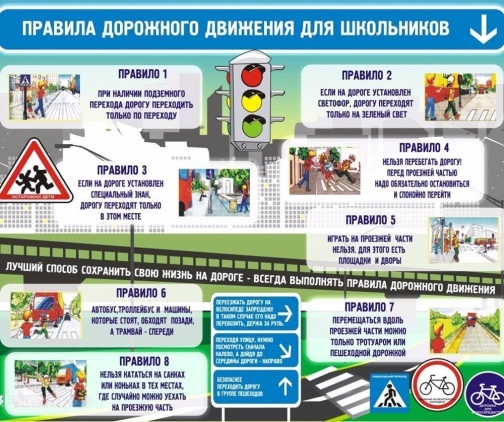 ПРАВИЛА ДОРОЖНОГО ДВИЖЕНИЯ ДЛЯ ШКОЛЬНИКОВ
ПРАВИЛО 1
ПРИ НАЛИЧИИ ПОДЗЕМНОГО
ПЕРЕХОДА ДОРОГУ ПЕРЕХОДИТЬ
ТОЛЬКО ПО ПЕРЕХОДУ
ПРАВИЛО 2
ЕСЛИ НА ДОРОГЕ УСТАНОВЛЕН
СВЕТОФОР, ДОРОГУ ПЕРЕХОДЯТ
ТОЛЬКО НА ЗЕЛЕНЫЙ СВЕТ
ПРАВИЛО 3
ЕСЛИ НА ДОРОГЕ УСТАНОВЛЕН
СПЕЦИАЛЬНЫЙ ЗНАК,
ДОРОГУ ПЕРЕХОДЯТ ТОЛЬКО
В ЭТОМ МЕСТЕ
ОСТОРОЖНО: ДЕТИ
ПРАВИЛО 4
НЕЛЬЗЯ ПЕРЕБЕГАТЬ ДОРОГУ!
ПЕРЕД ПРОЕЗЖЕЙ ЧАСТЬЮ
НАДО ОБЯЗАТЕЛЬНО ОСТАНОВИТЬСЯ
И СПОКОЙНО ПЕРЕЙТИ
ПРАВИЛО 5
ИГРАТЬ НА ПРОЕЗЖЕЙ ЧАСТИ
НЕЛЬЗЯ. ДЛЯ ЭТОГО ЕСТЬ
ПЛОЩАДКИ И ДВОРЫ
ЛУЧШИЙ СПОСОБ СОХРАНИТЬ СВОЮ ЖИЗНЬ НА ДОРОГЕ - ВСЕГДА ВЫПОЛНЯТЬ ПРАВИЛА ДОРОЖНОГО ДВИЖЕНИЯ
ПРАВИЛО 6
АВТОБУС,ТРОЛЛЕЙБУС И МАШИНЫ,
КОТОРЫЕ СТОЯТ, ОБХОДЯТ ПОЗАДИ,
А ТРАМВАЙ - СПЕРЕДИ
ПЕРЕЕЗЖАТЬ ДОРОГУ НА
ВЕЛОСИПЕДЕ ЗАПРЕЩЕНО!
В ТАКОМ СЛУЧАЕ ЕГО НАДО
ПЕРЕВОЗИТЬ, ДЕРЖА ЗА РУЛЬ.
ПЕРЕХОДЯ УЛИЦУ, НУЖНО
ПОСМОТРЕТЬ СНАЧАЛА
НАЛЕВО, А ДОЙДЯ ДО
СЕРЕДИНЫ ДОРОГИ - НАПРАВО
БЕЗОПАСНЕЕ
ПЕРЕХОДИТЬ ДОРОГУ
В ГРУППЕ ПЕШЕХОДОВ
ПРАВИЛО 7
ПЕРЕМЕЩАТЬСЯ ВДОЛЬ
ПРОЕЗЖЕЙ ЧАСТИ МОЖНО
ТОЛЬКО ТРОТУАРОМ ИЛИ
ПЕШЕХОДНОЙ ДОРОЖКОЙ
ПРАВИЛО 8
НЕЛЬЗЯ КАТАТЬСЯ НА САНКАХ
ИЛИ КОНЬКАХ В ТЕХ МЕСТАХ,
ГДЕ СЛУЧАЙНО МОЖНО УЕХАТЬ
НА ПРОЕЗЖУЮ ЧАСТЬ